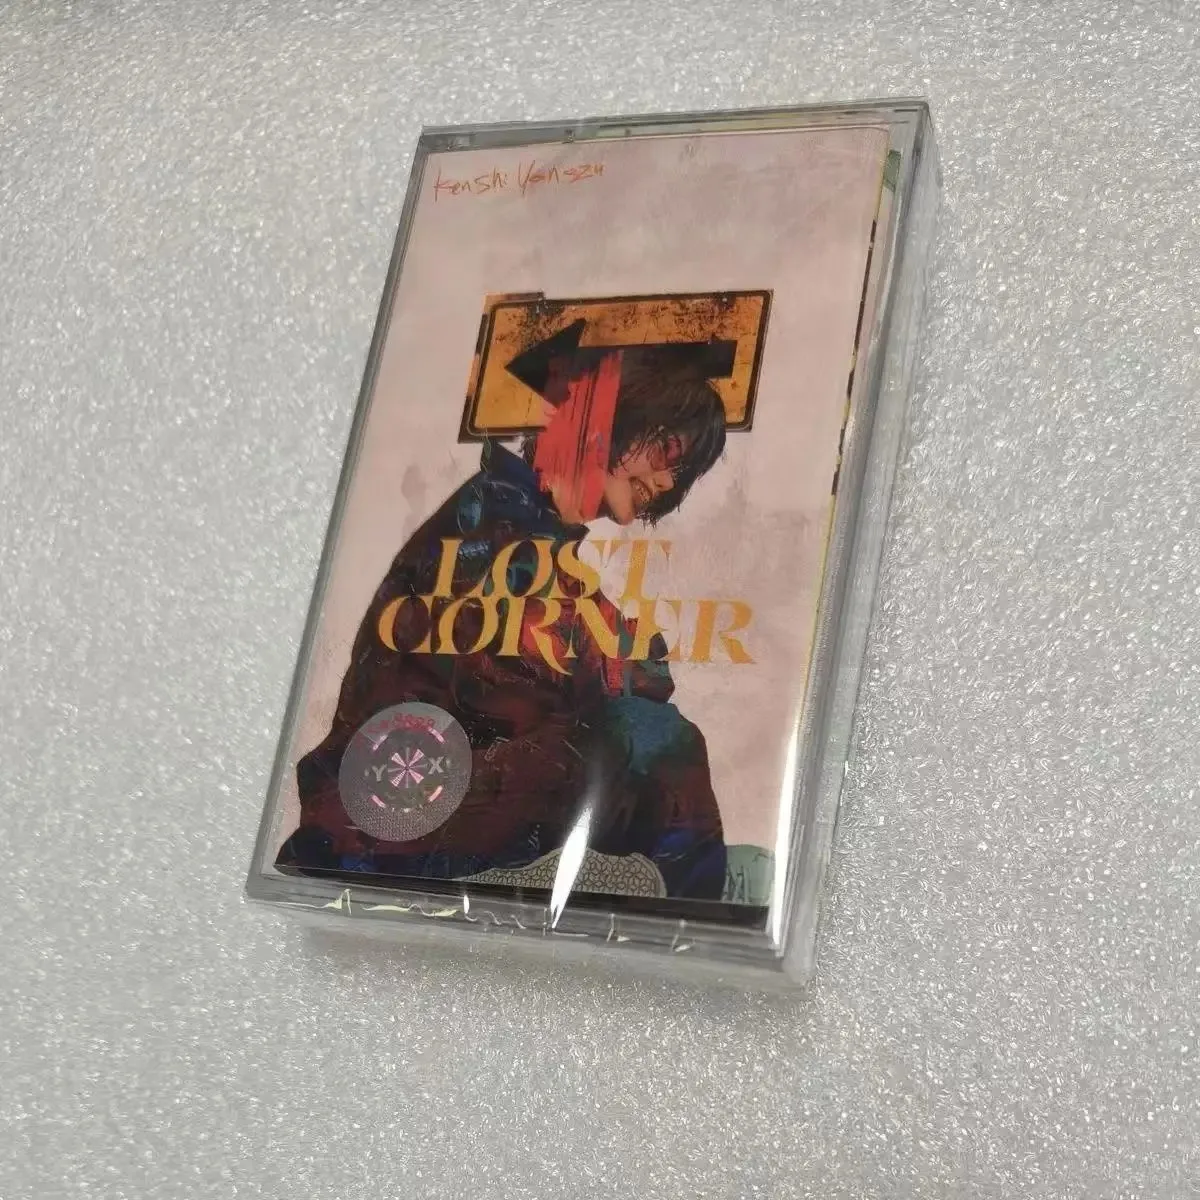 Kenshi Yonezu
LOST
CORNER
Y X